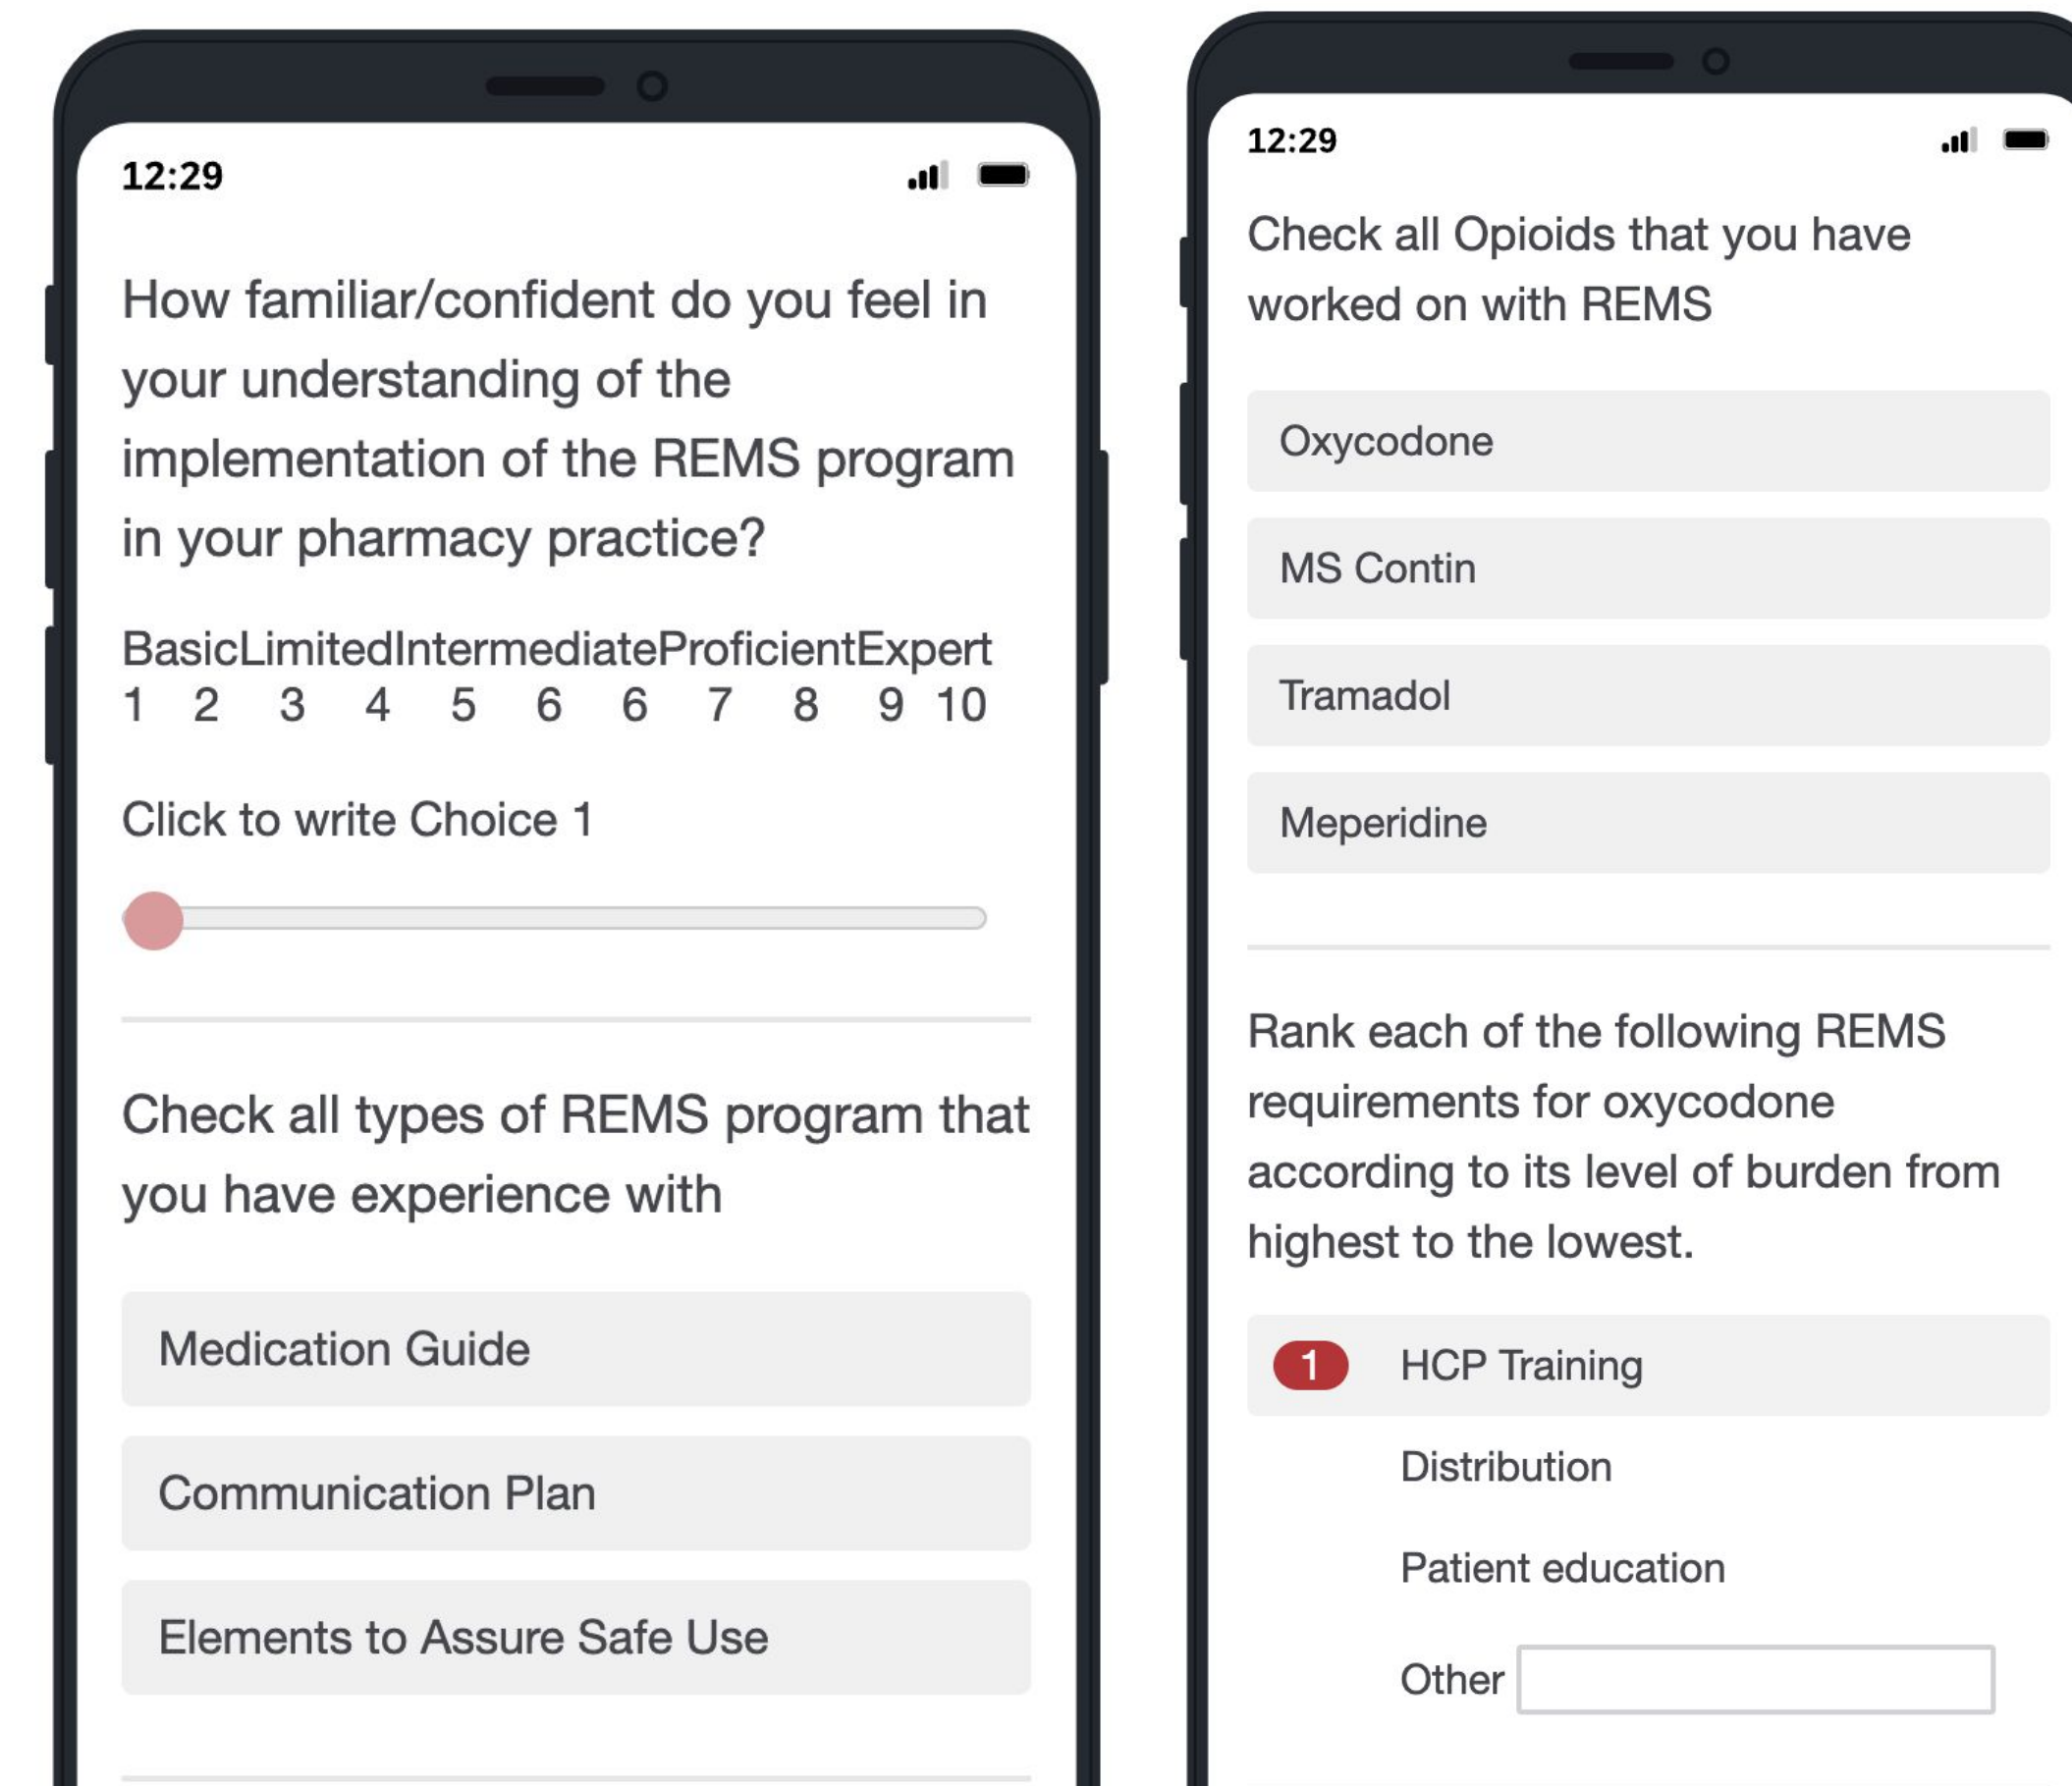 12:29
How familiar/confident do you feel in
your understanding of the
implementation of the REMS program
in your pharmacy practice?
BasicLimitedIntermediateProficientExpert
1 2 3 4 5 6 6 7 8 9 10
Click to write Choice 1
Check all types of REMS program that
you have experience with
Medication Guide
Communication Plan
Elements to Assure Safe Use
12:29
Check all Opioids that you have
worked on with REMS
Oxycodone
MS Contin
Tramadol
Meperidine
Rank each of the following REMS
requirements for oxycodone
according to its level of burden from
highest to the lowest.
1 HCP Training
Distribution
Patient education
Other